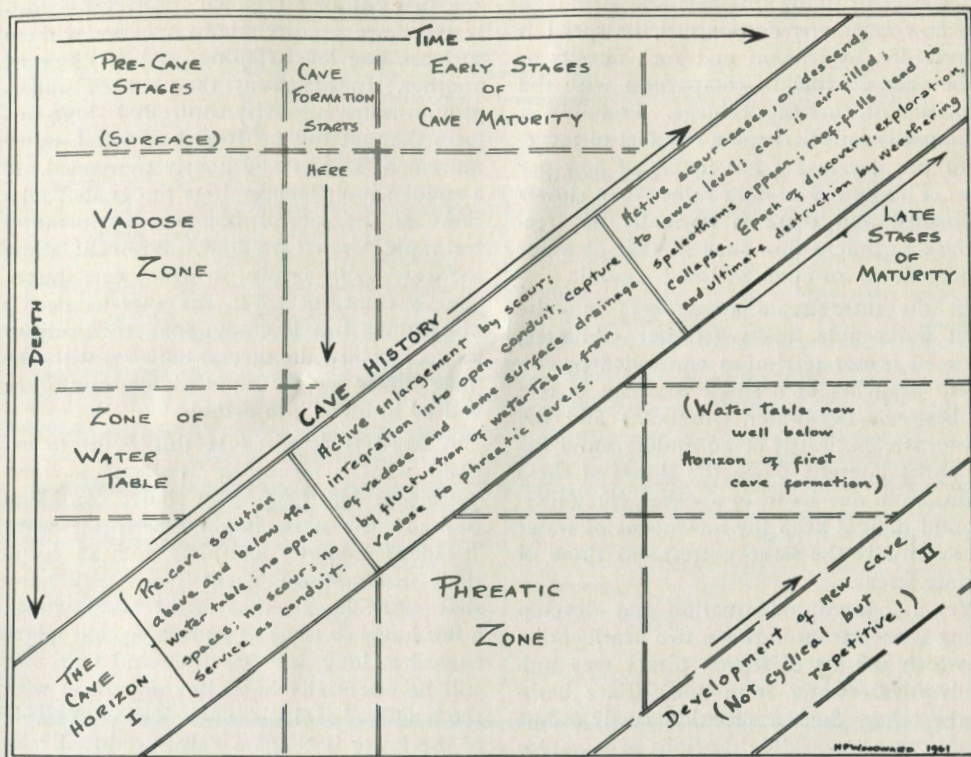 TIME
DEPTH
PRE-CAVE
STAGES
(SURFACE)
CAVE
FORMATION
STARTS
HERE
EARLY STAGES
OF
CAVE MATURITY
VADOSE
ZONE
ZONE OF
WATER
TABLE
CAVE HISTORY
THE
CAVE
HORIZON
I
Pre-cave solution
above and below the
water-table: no open
space; no scour; no
service as conduit.
Active enlargement by scour,
integration into open conduit, capture
of vadose and some surface drainage
by fluctuation of water-table from
vadose to phreatic levels.
Active scour ceases or descends
to lower levels, cave is air-filled.
Speleothems appear, roof-falls lead to
collapse. Epoch of discovery, exploration,
and ultimate destruction by weathering
LATE
STAGES
OF
MATURITY
(Water-Table now
Horizon of first
cave formation)
PHREATIC
ZONE
Development of New Cave
(Not cyclical but
repetitive!)
II
HPWOODWARD 1961